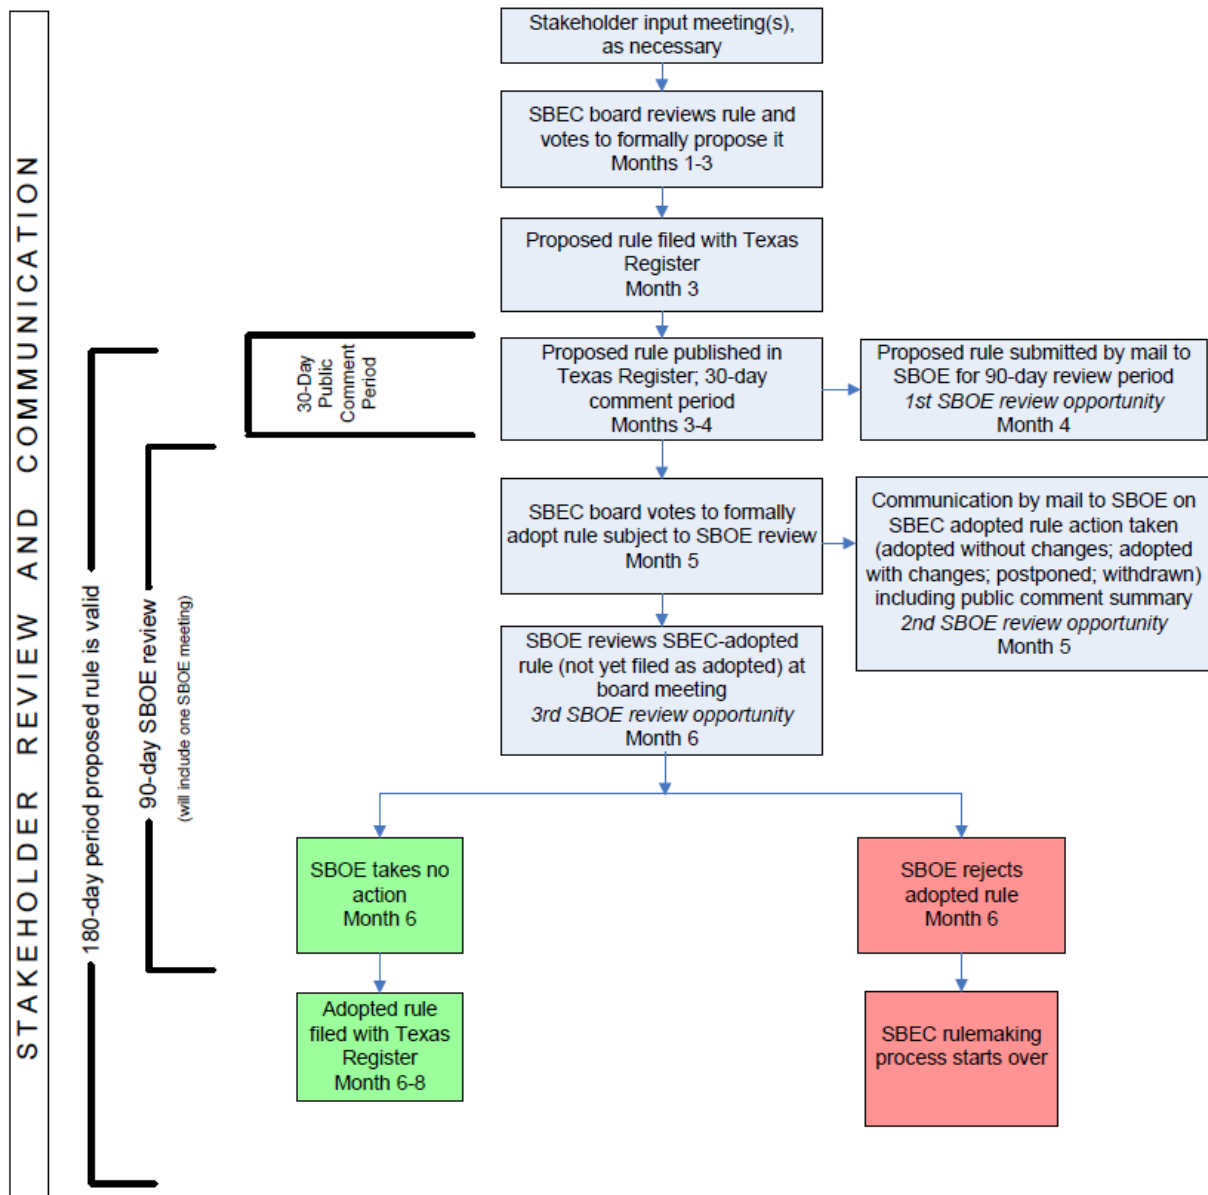 STAKEHOLDER REVIEW AND COMMUNICATION
Stakeholder input meeting(s),
as necessary
SBEC board reviews rule and
votes to formally propose it
Months 1-3
Proposed rule filed with Texas
Register
Month 3
180-day period proposed rule is valid
90-day SBOE review
(will include one SBOE meeting)
30-Day
Public
Comment
Period
Proposed rule published in
Texas Register; 30-day
comment period
Months 3-4
Proposed rule submitted by mail to
SBOE for 90-day review period
1st SBOE review opportunity
Month 4
SBEC board votes to formally
adopt rule subject to SBOE review
Month 5
Communication by mail to SBOE on
SBEC adopted rule action taken
(adopted without changes; adopted
with changes; postponed; withdrawn)
including public comment summary
2nd SBOE review opportunity
Month 5
SBOE reviews SBEC-adopted
rule (not yet filed as adopted) at
board meeting
3rd SBOE review opportunity
Month 6
SBOE takes no
action
Month 6
SBOE rejects
adopted rule
Month 6
Adopted rule
filed with Texas
Register
Month 6-8
SBEC rulemaking
process starts over